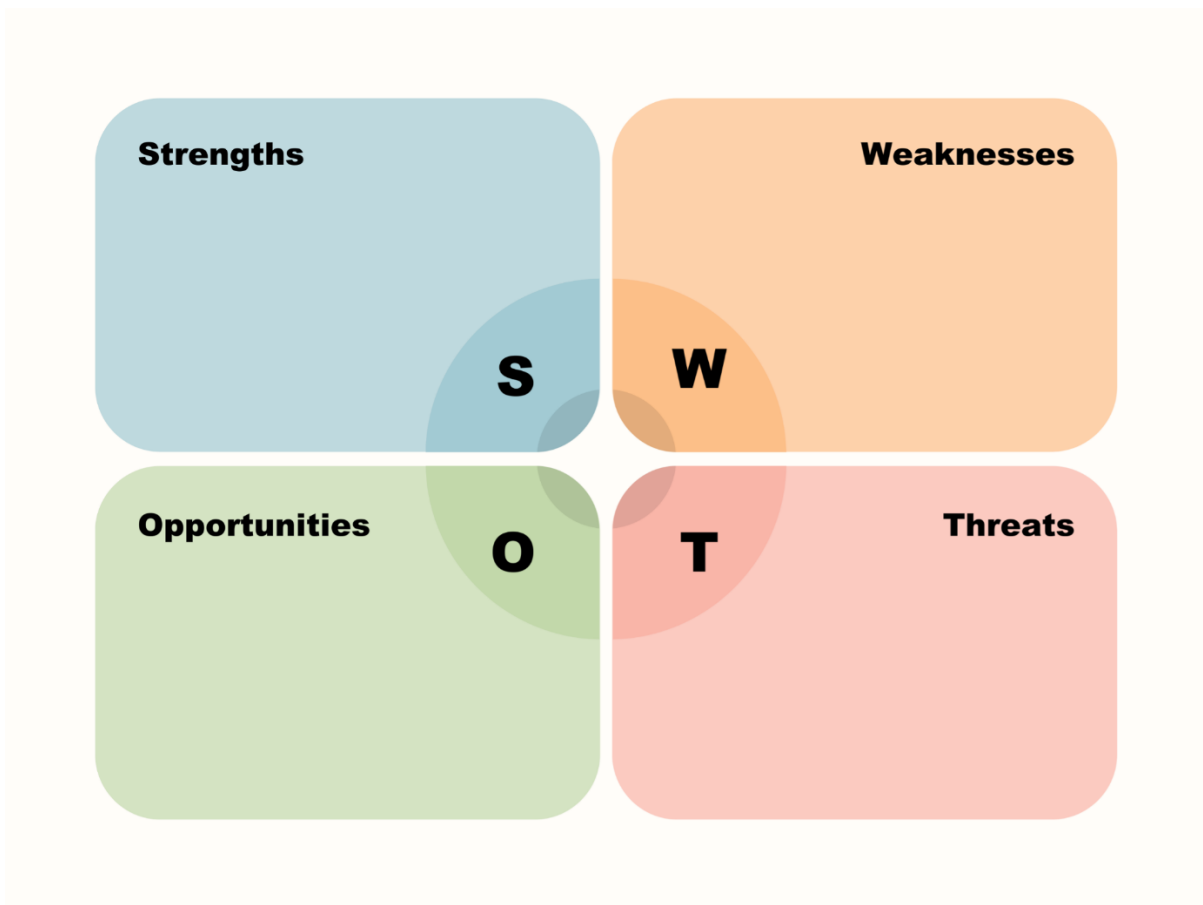 Strengths
Weaknesses
S
W
Opportunities
Threats
O
T